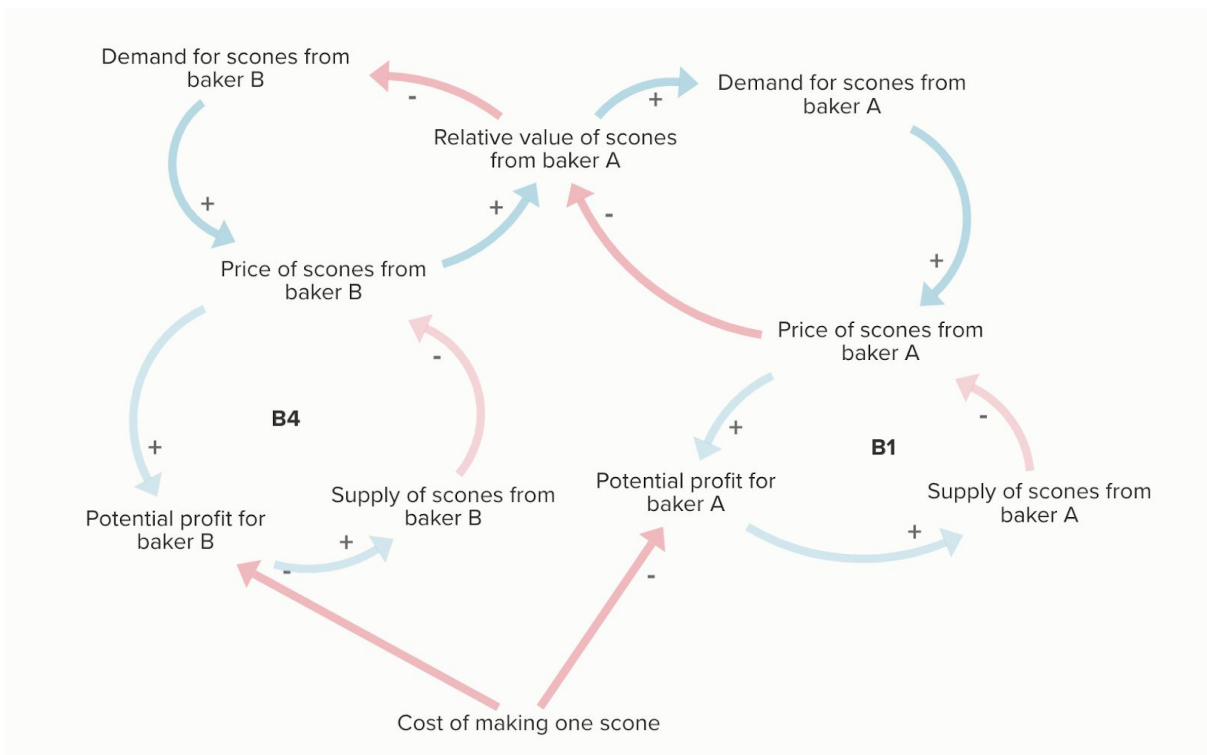 Demand for scones from
baker B
-
+
Demand for scones from
baker A
Relative value of scones
from baker A
+
+
-
+
Price of scones from
baker B
Price of scones from
baker A
-
+
-
B4
+
B1
Potential profit for
baker A
Supply of scones from
baker B
Supply of scones from
baker A
Potential profit for
baker B
+
-
+
-
Cost of making one scone